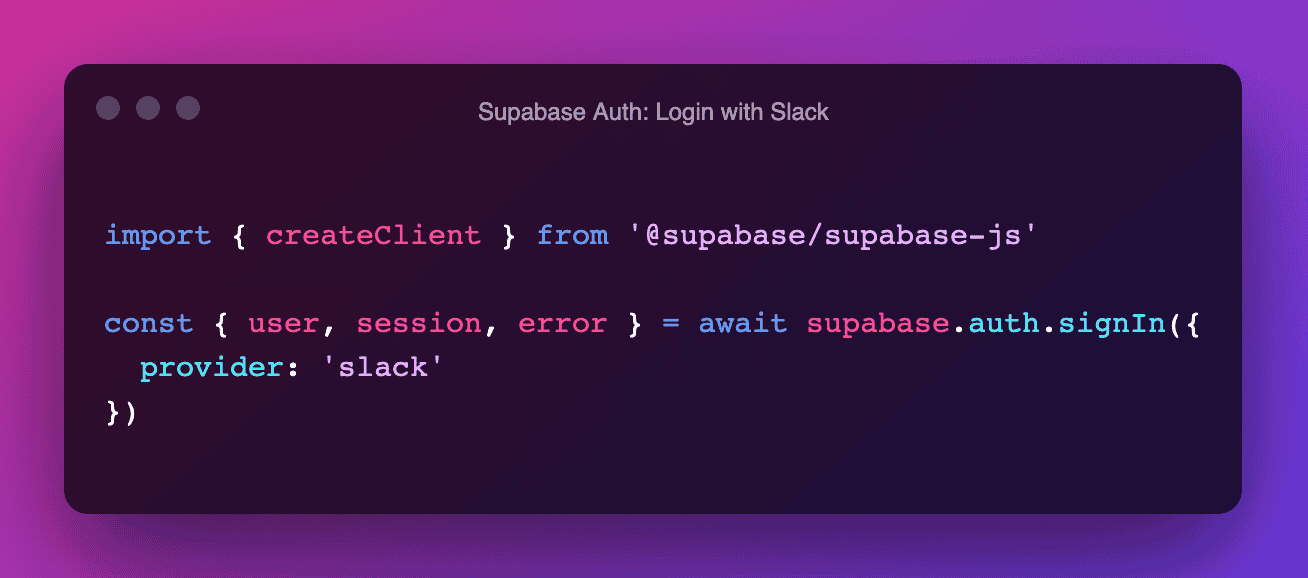 Supabase Auth: Login with Slack
import { createClient } from '@supabase/supabase-js'
const { user, session, error } = await supabase.auth.signIn({
  provider: 'slack'
})